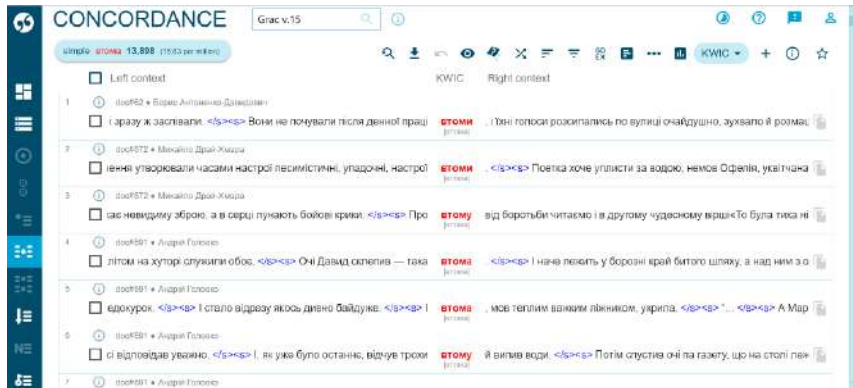 CONCORDANCE Grac v.15
simple втома 13,898
KWIC
Left context KWIC Right context
1 doc#62 • Борис Антоненко-Давидович
і зразу ж заспівали. </s><s> Вони не почували після денної праці втоми . і їхні голоси розсипались по вулиці очайдушно, зухвало й розмаш
2 doc#572 • Михайло Драй-Хмара
ення утворювали часами настрої песимістичні, упадочні, настрої втоми . </s><s> Поетка хоче уплисти за водою, немов Офелія, уквітчана
3 doc#572 • Михайло Драй-Хмара
ає невидиму зброю, а в серці лунають бойові крики. </s><s> Про втому від боротьби читаємо і в другому чудесному вірші<То була тиха ні
4 doc#591 • Андрій Головко
літом на хуторі служили обоє. </s><s> Очі Давид склепив — така втома . </s><s> І наче лежить у борозні край битого шляху, а над ним з о
5 doc#591 • Андрій Головко
едокурок. </s><s> І стало відразу якось дивно байдуже. </s><s> І втома , мов теплим важким ліжником, укрила. </s><s> "... </s><s> А Мар
6 doc#591 • Андрій Головко
сі відповідав уважно. </s><s> І, як уже було останнє, відчув трохи втому й випив води. </s><s> Потім спустив очі на газету, що на столі леж
7 doc#591 • Андрій Головко